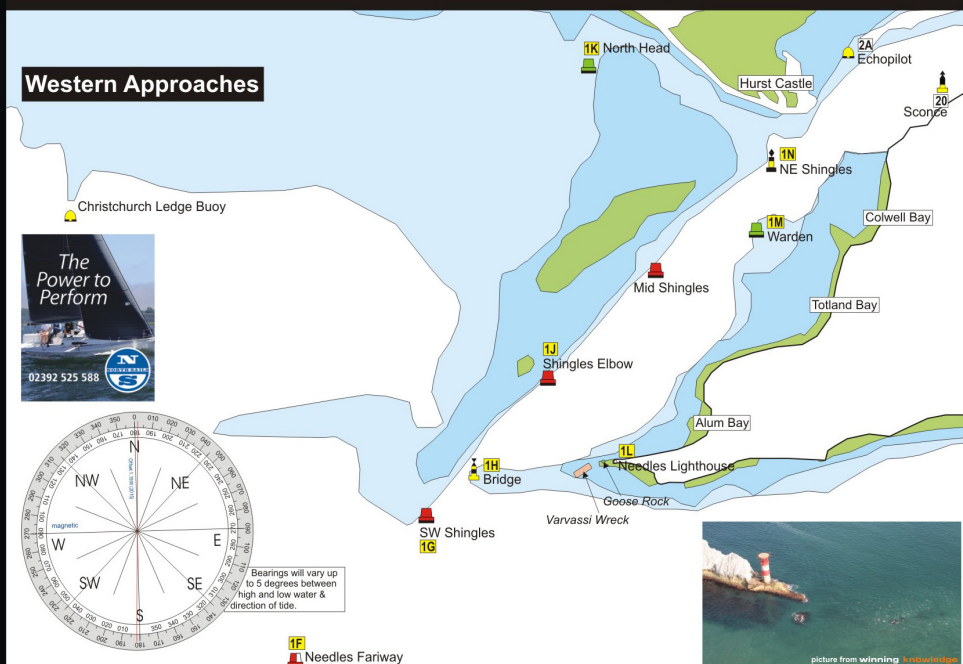 Western Approaches
1K North Head
2A
Echopilot
Hurst Castle
20
Sconce
1N
NE Shingles
Christchurch Ledge Buoy
1M
Warden
Colwell Bay
Mid Shingles
Totland Bay
The
Power to
Perform
N
NORTH SAILS
S
02392 525 588
1J
Shingles Elbow
Alum Bay
1L
Needles Lighthouse
1H
Bridge
Goose Rock
Varvassi Wreck
SW Shingles
1G
N
NW
NE
magnetic
W
E
SW
SE
S
Bearings will vary up
to 5 degrees between
high and low water &
direction of tide.
1F
Needles Fariway
picture from winning knowledge